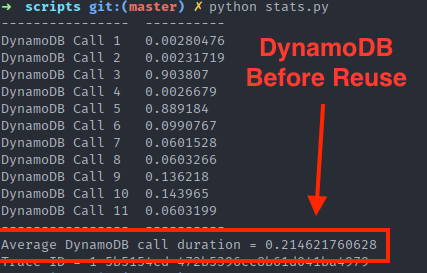 ➜ scripts git:(master) ✗ python stats.py
---------------- ----------
DynamoDB Call 1 0.00280476
DynamoDB Call 2 0.00231719
DynamoDB Call 3 0.903807
DynamoDB Call 4 0.0026679
DynamoDB Call 5 0.889184
DynamoDB Call 6 0.0990767
DynamoDB Call 7 0.0601528
DynamoDB Call 8 0.0603266
DynamoDB Call 9 0.136218
DynamoDB Call 10 0.143965
DynamoDB Call 11 0.0603199
---------------- ----------
DynamoDB
Before Reuse
Average DynamoDB call duration = 0.214621760628
Trace ID =